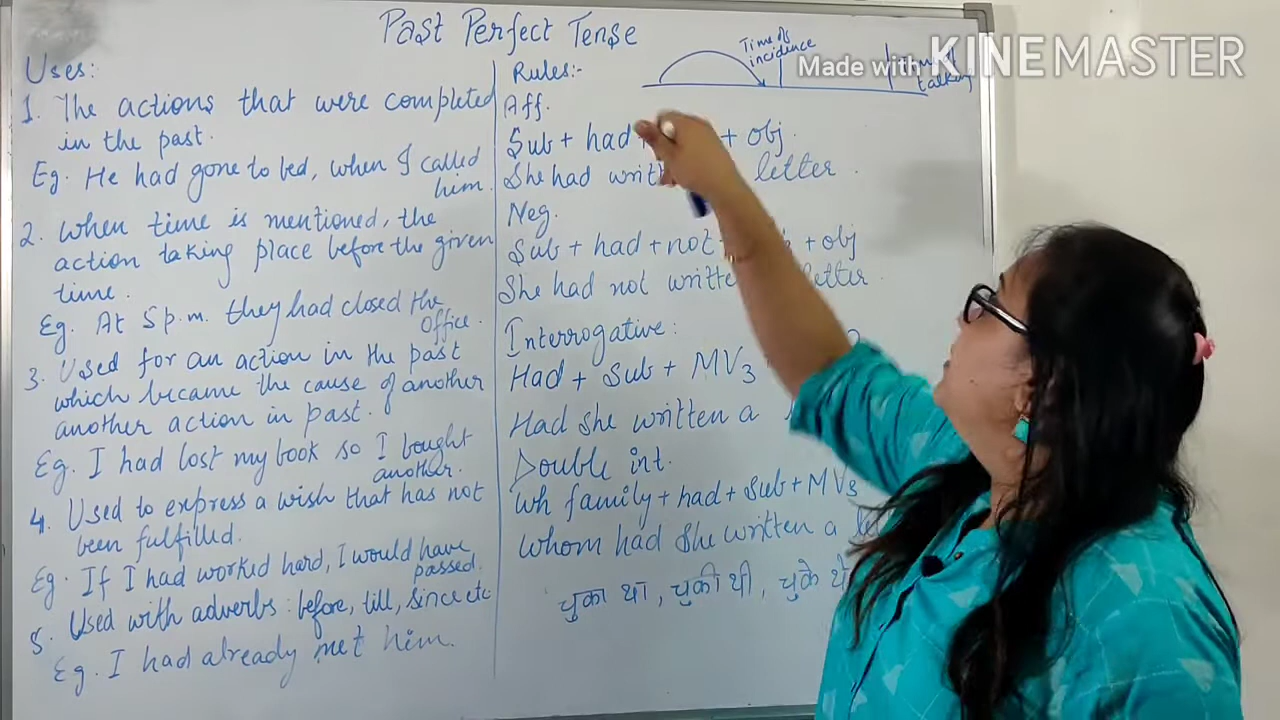 Past Perfect Tense
Uses:
1. The actions that were completed
in the past.
Eg. He had gone to bed, when I called
him.
2. When time is mentioned, the
action taking place before the given
time.
Eg. At 5 p.m. they had closed the
office.
3. Used for an action in the past
which became the cause of another
another action in past.
Eg. I had lost my book so I bought
another.
4. Used to express a wish that has not
been fulfilled.
Eg. If I had worked hard, I would have
passed.
5. Used with adverbs: before, till, since etc
Eg. I had already met him.
Rules:-
Time of
incidence
taking
Made with KINEMASTER
Aff.
Sub + had + obj.
She had letter.
Neg.
Sub + had + not + obj
She had not letter.
Interrogative:
Had + Sub + MV3 ?
Had she written a
Double int.
Wh family + had + Sub + MV3
Whom had she written a
चुका था, चुकी थी, चुके थे